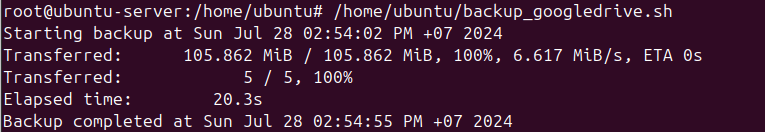 root@ubuntu-server:/home/ubuntu# /home/ubuntu/backup_googledrive.sh
Starting backup at Sun Jul 28 02:54:02 PM +07 2024
Transferred:      105.862 MiB / 105.862 MiB, 100%, 6.617 MiB/s, ETA 0s
Transferred:            5 / 5, 100%
Elapsed time:        20.3s
Backup completed at Sun Jul 28 02:54:55 PM +07 2024